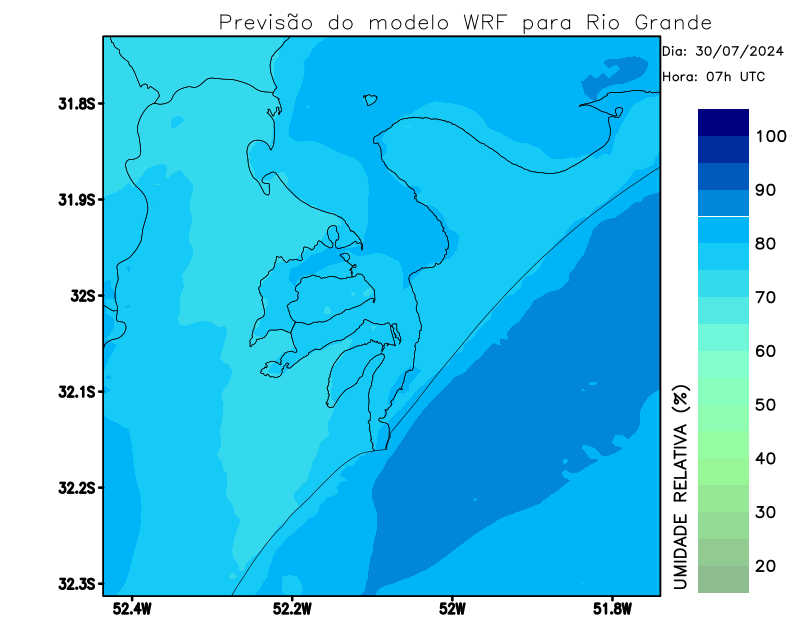 Previsão do modelo WRF para Rio Grande
Dia: 30/07/2024
Hora: 07h UTC
31.8S
31.9S
32S
32.1S
32.2S
32.3S
52.4W
52.2W
52W
51.8W
100
90
80
70
60
50
40
30
20
UMIDADE RELATIVA (%)